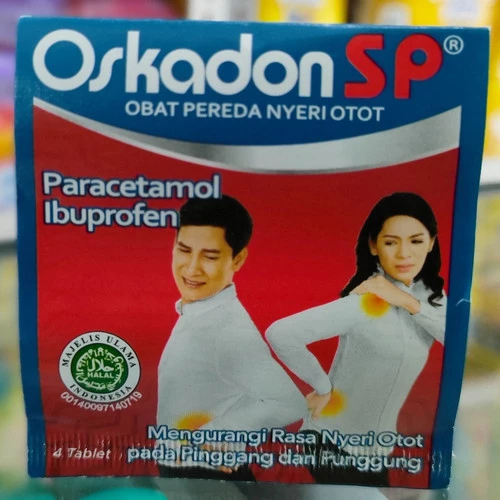 Oskadon SP®
OBAT PEREDA NYERI OTOT
Paracetamol
Ibuprofen
MAJELIS ULAMA
حلال
HALAL
INDONESIA
00140097140719
4 Tablet
Mengurangi Rasa Nyeri Otot
pada Pinggang dan Punggung